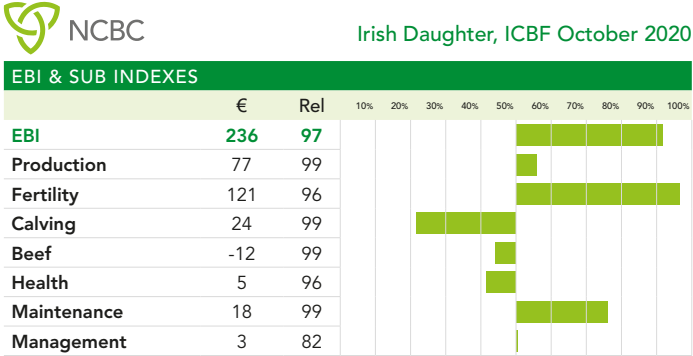 NCBC
Irish Daughter, ICBF October 2020
EBI & SUB INDEXES
€ Rel 10% 20% 30% 40% 50% 60% 70% 80% 90% 100%
EBI 236 97
Production 77 99
Fertility 121 96
Calving 24 99
Beef -12 99
Health 5 96
Maintenance 18 99
Management 3 82